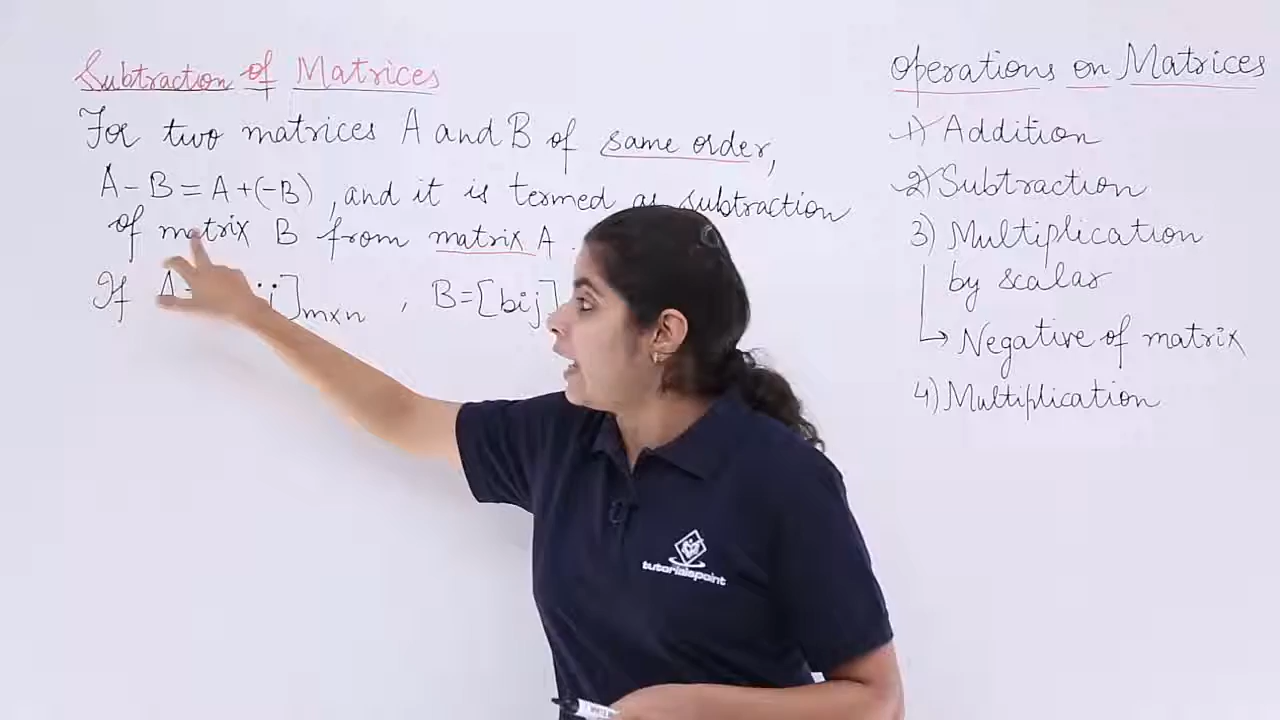 Subtraction of Matrices
For two matrices A and B of same order,
A - B = A + (-B), and it is termed as subtraction
of matrix B from matrix A.
If A= ij]m×n , B=[bij]
Operations on Matrices
1) Addition
2) Subtraction
3) Multiplication
by scalar
↳ Negative of matrix
4) Multiplication
tutorialspoint